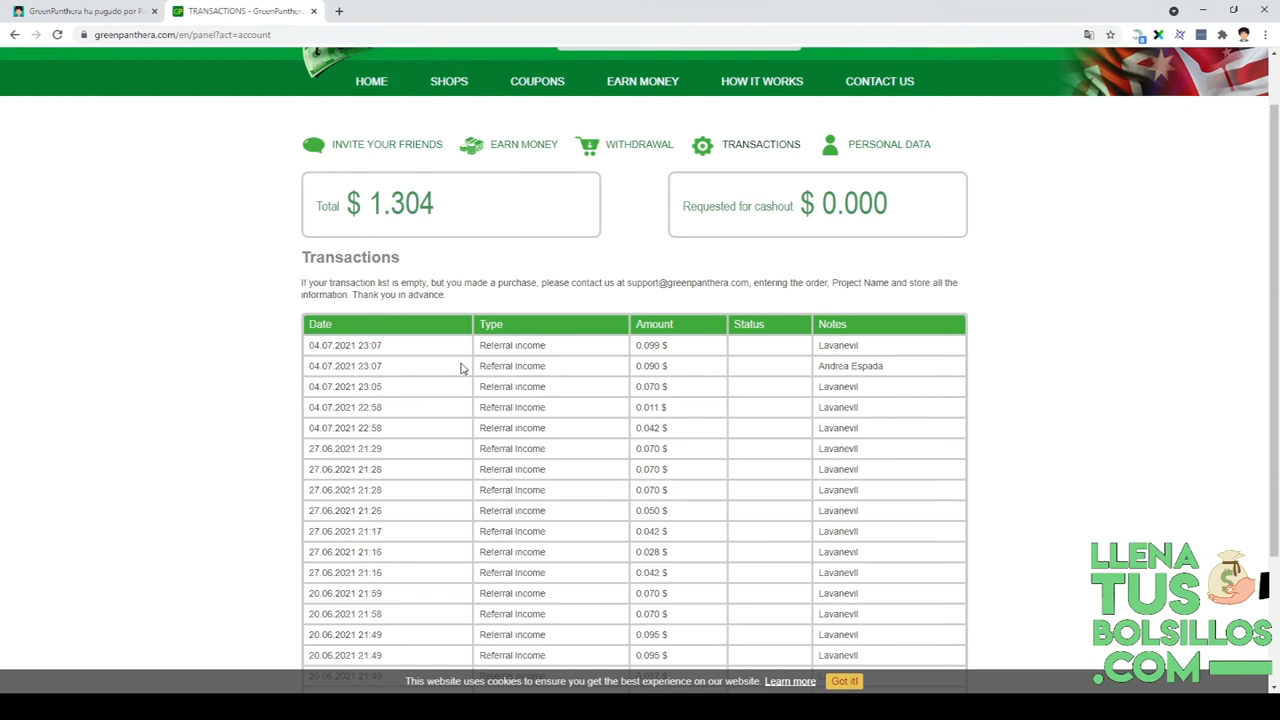 GreenPanthera ha pagado por P
TRANSACTIONS - GreenPanthera
greenpanthera.com/en/panel?act=account
HOME SHOPS COUPONS EARN MONEY HOW IT WORKS CONTACT US
INVITE YOUR FRIENDS EARN MONEY WITHDRAWAL TRANSACTIONS PERSONAL DATA
Total $ 1.304 Requested for cashout $ 0.000
Transactions
If your transaction list is empty, but you made a purchase, please contact us at support@greenpanthera.com, entering the order, Project Name and store all the
information. Thank you in advance.
Date Type Amount Status Notes
04.07.2021 23:07 Referral income 0.099 $ Lavanevil
04.07.2021 23:07 Referral income 0.090 $ Andrea Espada
04.07.2021 23:05 Referral income 0.070 $ Lavanevil
04.07.2021 22:58 Referral income 0.011 $ Lavanevil
04.07.2021 22:58 Referral income 0.042 $ Lavanevil
27.06.2021 21:29 Referral income 0.070 $ Lavanevil
27.06.2021 21:28 Referral income 0.070 $ Lavanevil
27.06.2021 21:28 Referral income 0.070 $ Lavanevil
27.06.2021 21:26 Referral income 0.050 $ Lavanevil
27.06.2021 21:17 Referral income 0.042 $ Lavanevil
27.06.2021 21:16 Referral income 0.028 $ Lavanevil
27.06.2021 21:16 Referral income 0.042 $ Lavanevil
20.06.2021 21:59 Referral income 0.070 $ Lavanevil
20.06.2021 21:58 Referral income 0.070 $ Lavanevil
20.06.2021 21:49 Referral income 0.095 $ Lavanevil
20.06.2021 21:49 Referral income 0.095 $ Lavanevil
This website uses cookies to ensure you get the best experience on our website. Learn more Got it!
LLENA
TUS
BOLSILLOS
.COM